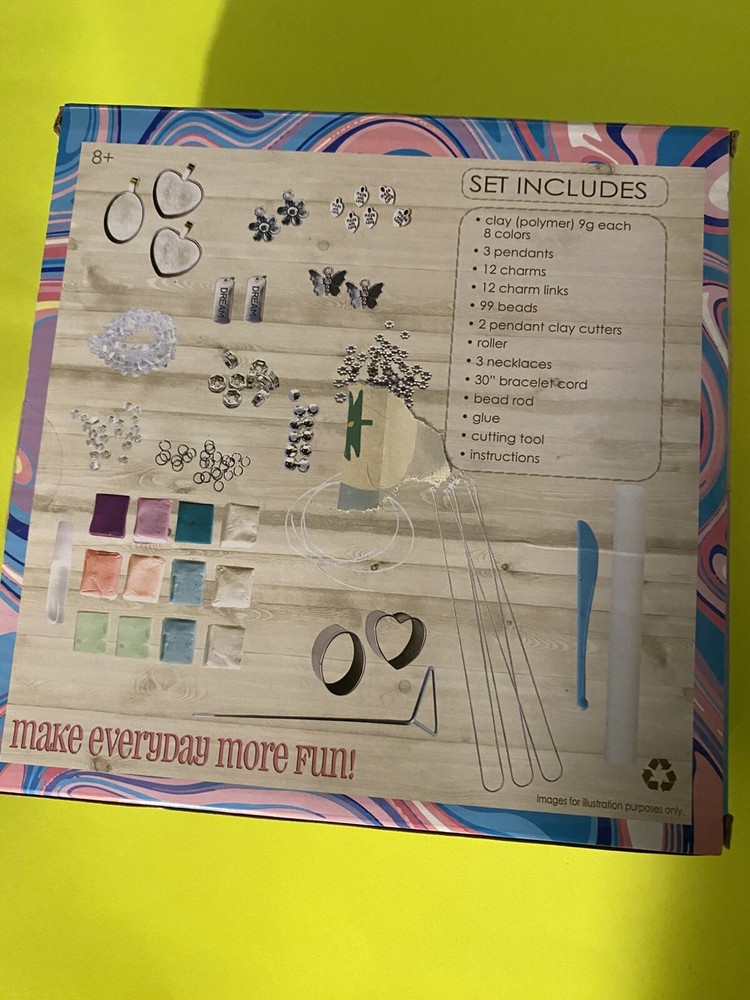 8+
SET INCLUDES
• clay (polymer) 9g each
8 colors
• 3 pendants
• 12 charms
• 12 charm links
• 99 beads
• 2 pendant clay cutters
• roller
• 3 necklaces
• 30" bracelet cord
• bead rod
• glue
• cutting tool
• instructions
DREAM
DREAM
make everyday more fun!
Images for illustration purposes only.